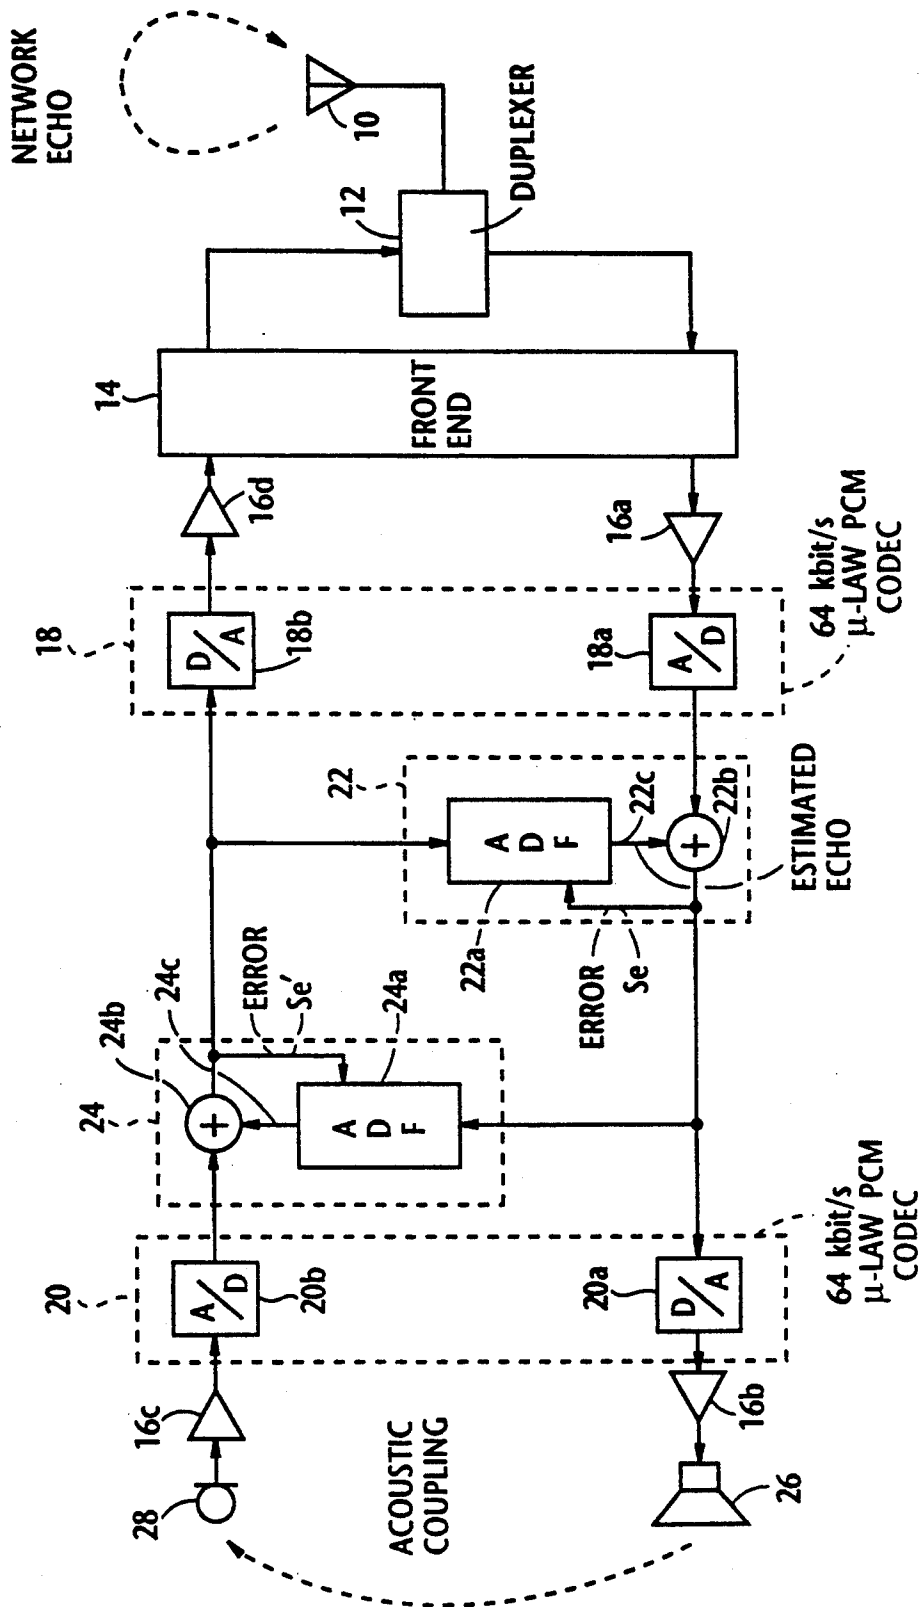 NETWORK
ECHO
10
12
DUPLEXER
14
FRONT
END
16d
16a
18
D/A
18b
18a
A/D
64 kbit/s
μ-LAW PCM
CODEC
22
A
D
F
22a
22c
22b
ERROR
Se
ESTIMATED
ECHO
24
24b
24c
ERROR
Se'
24a
A
D
F
20
A/D
20b
20a
D/A
64 kbit/s
μ-LAW PCM
CODEC
16c
28
ACOUSTIC
COUPLING
16b
26